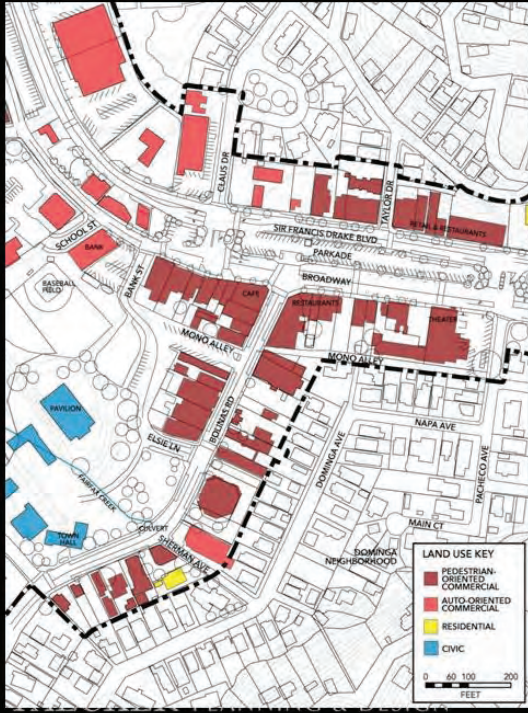 CLAUS DR
TAYLOR DR
RETAIL & RESTAURANTS
SIR FRANCIS DRAKE BLVD
PARKADE
BROADWAY
SCHOOL ST
BANK
BANK ST
BASEBALL
FIELD
CAFE
RESTAURANTS
THEATER
MONO ALLEY
MONO ALLEY
BOLINAS RD
PAVILION
ELSIE LN
NAPA AVE
DOMINGA AVE
PACHECO AVE
FAIRFAX CREEK
CULVERT
MAIN CT
TOWN
HALL
SHERMAN AVE
DOMINGA
NEIGHBORHOOD
LAND USE KEY
PEDESTRIAN-
ORIENTED
COMMERCIAL
AUTO-ORIENTED
COMMERCIAL
RESIDENTIAL
CIVIC
0 60 100 200
FEET
PLANNING & DESIGN